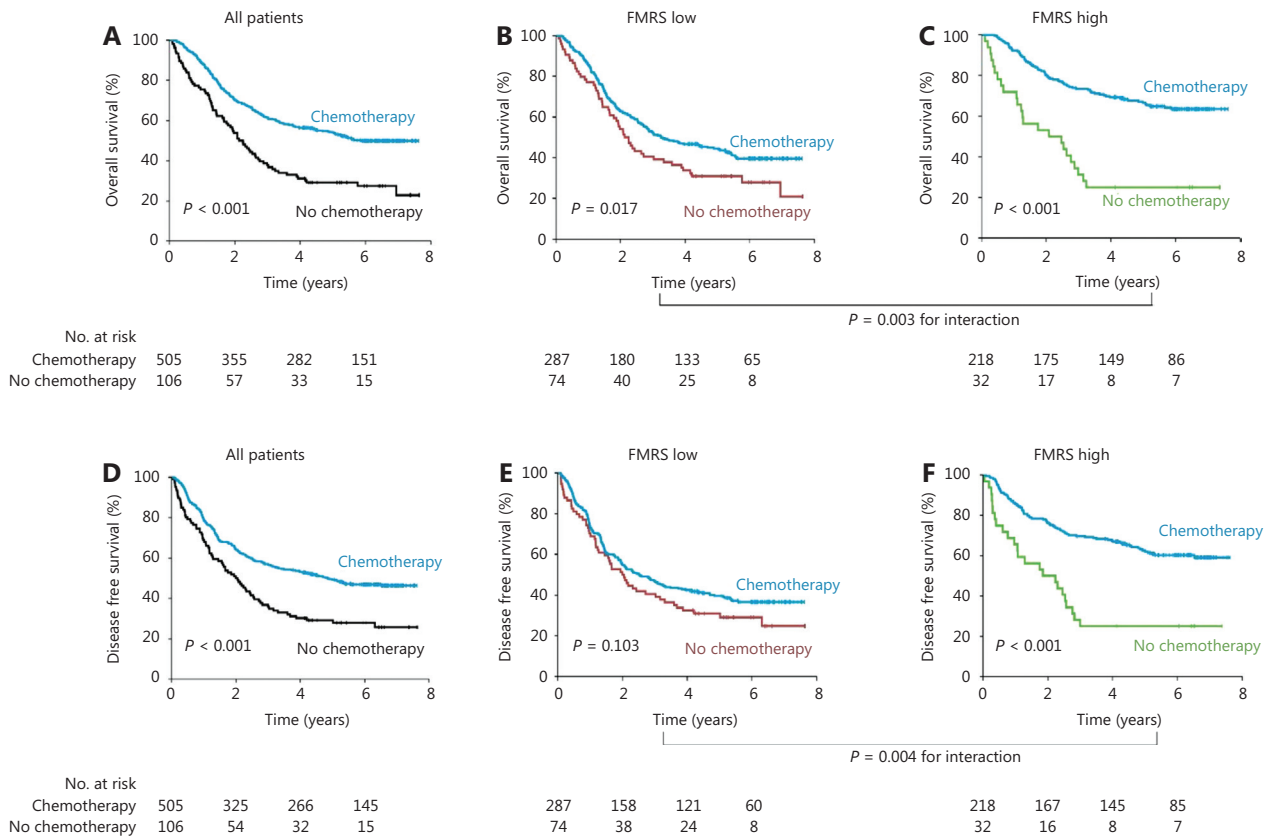 A
All patients
Overall survival (%)
100
80
60
40
20
0
Chemotherapy
No chemotherapy
P < 0.001
0 2 4 6 8
Time (years)
B
FMRS low
Overall survival (%)
100
80
60
40
20
0
Chemotherapy
No chemotherapy
P = 0.017
0 2 4 6 8
Time (years)
C
FMRS high
Overall survival (%)
100
80
60
40
20
0
Chemotherapy
No chemotherapy
P < 0.001
0 2 4 6 8
Time (years)
P = 0.003 for interaction
No. at risk
Chemotherapy 505 355 282 151 287 180 133 65 218 175 149 86
No chemotherapy 106 57 33 15 74 40 25 8 32 17 8 7
D
All patients
Disease free survival (%)
100
80
60
40
20
0
Chemotherapy
No chemotherapy
P < 0.001
0 2 4 6 8
Time (years)
E
FMRS low
Disease free survival (%)
100
80
60
40
20
0
Chemotherapy
No chemotherapy
P = 0.103
0 2 4 6 8
Time (years)
F
FMRS high
Disease free survival (%)
100
80
60
40
20
0
Chemotherapy
No chemotherapy
P < 0.001
0 2 4 6 8
Time (years)
P = 0.004 for interaction
No. at risk
Chemotherapy 505 325 266 145 287 158 121 60 218 167 145 85
No chemotherapy 106 54 32 15 74 38 24 8 32 16 8 7